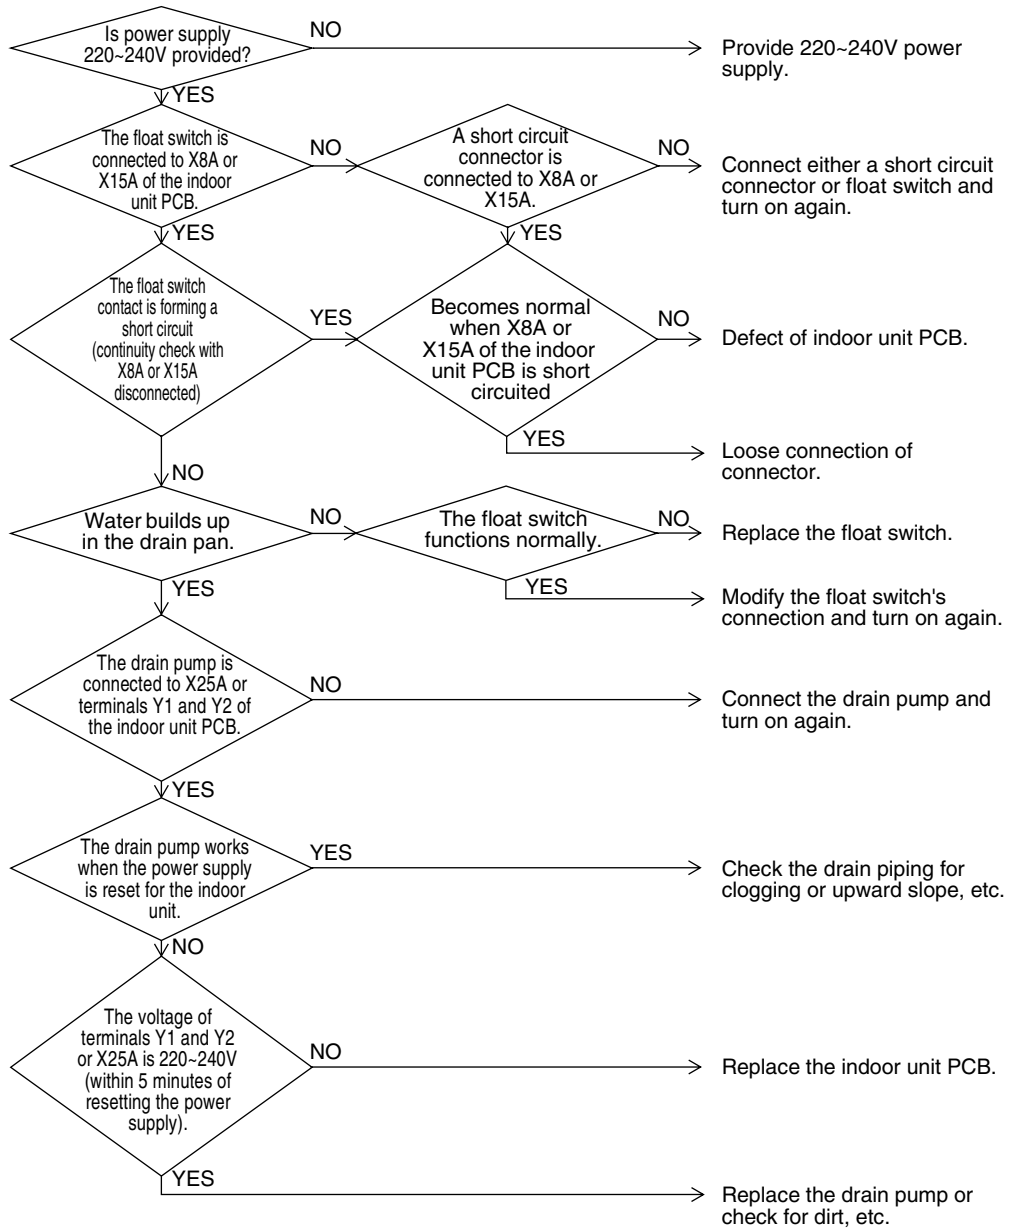 Is power supply
220~240V provided?
NO
Provide 220~240V power
supply.
YES
The float switch is
connected to X8A or
X15A of the indoor
unit PCB.
NO
A short circuit
connector is
connected to X8A or
X15A.
NO
Connect either a short circuit
connector or float switch and
turn on again.
YES
YES
The float switch
contact is forming a
short circuit
(continuity check with
X8A or X15A
disconnected)
YES
Becomes normal
when X8A or
X15A of the indoor
unit PCB is short
circuited
NO
Defect of indoor unit PCB.
YES
Loose connection of
connector.
NO
Water builds up
in the drain pan.
NO
The float switch
functions normally.
NO
Replace the float switch.
YES
YES
Modify the float switch's
connection and turn on again.
The drain pump is
connected to X25A or
terminals Y1 and Y2 of
the indoor unit PCB.
NO
Connect the drain pump and
turn on again.
YES
The drain pump works
when the power supply
is reset for the indoor
unit.
YES
Check the drain piping for
clogging or upward slope, etc.
NO
The voltage of
terminals Y1 and Y2
or X25A is 220~240V
(within 5 minutes of
resetting the power
supply).
NO
Replace the indoor unit PCB.
YES
Replace the drain pump or
check for dirt, etc.